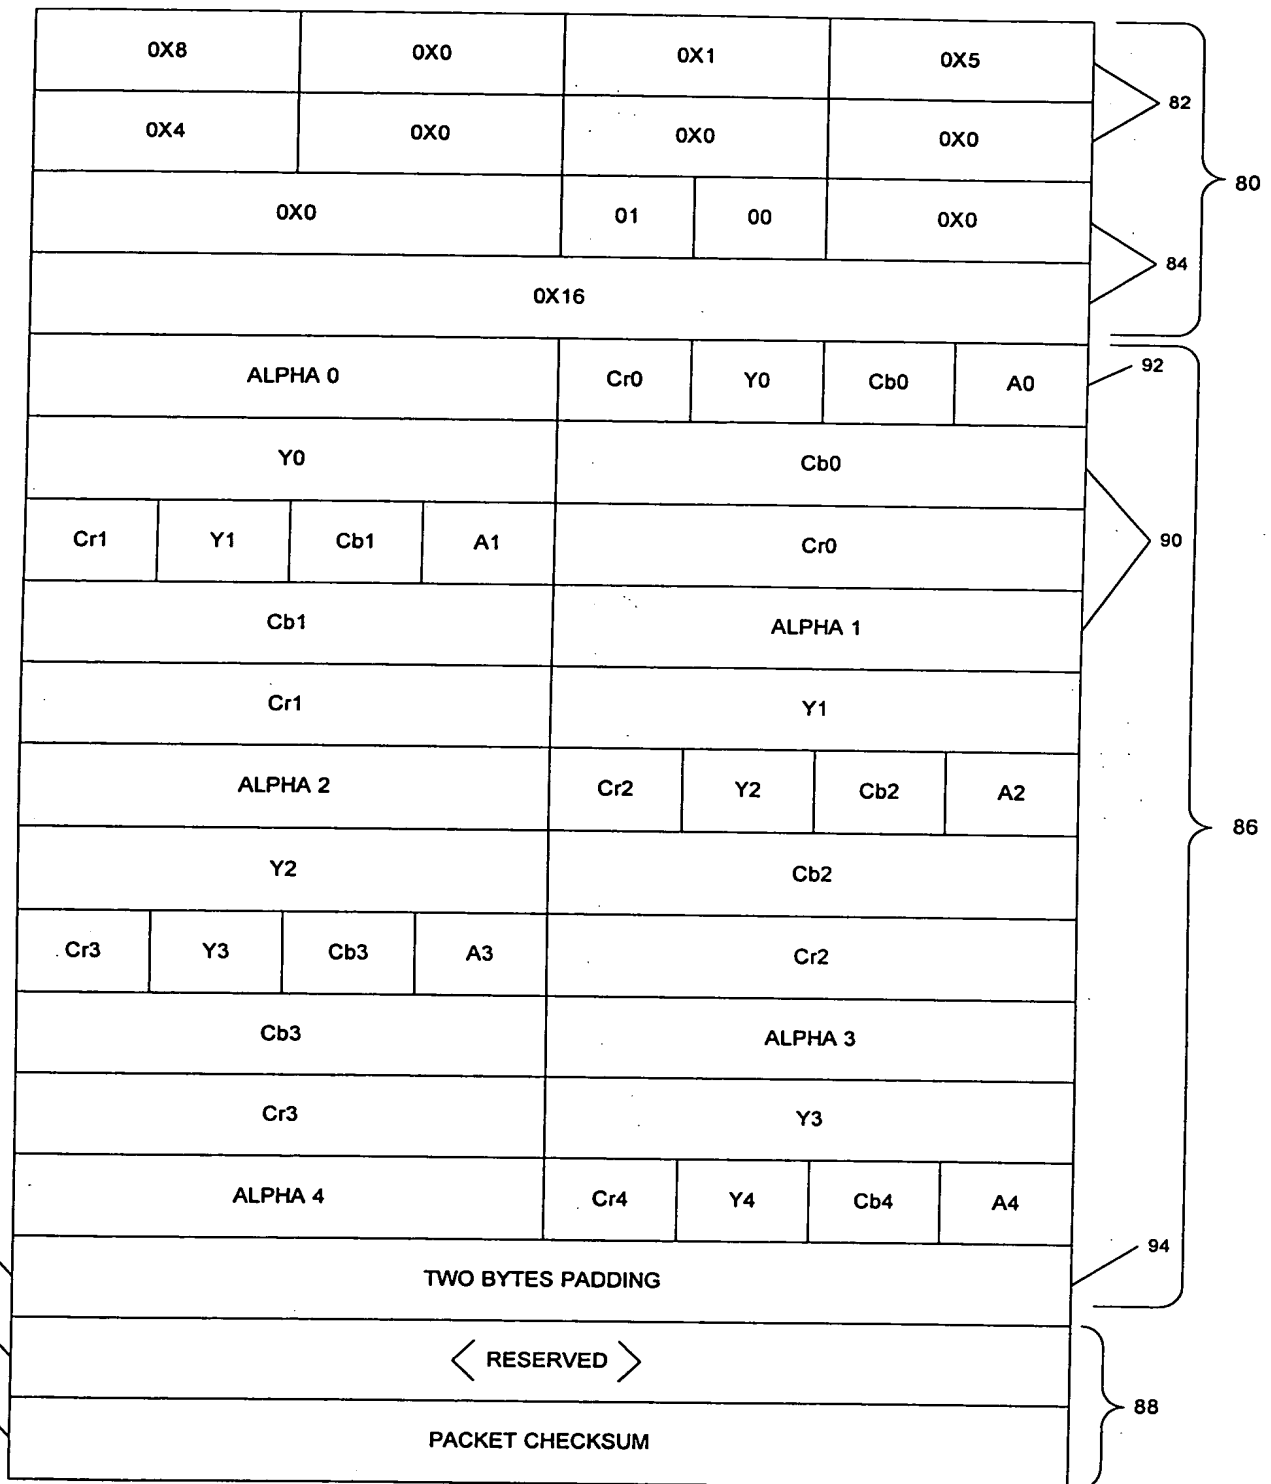 0X8 0X0 0X1 0X5
82
0X4 0X0 0X0 0X0
80
0X0 01 00 0X0
84
0X16
ALPHA 0 Cr0 Y0 Cb0 A0
92
Y0 Cb0
Cr1 Y1 Cb1 A1 Cr0
90
Cb1 ALPHA 1
Cr1 Y1
ALPHA 2 Cr2 Y2 Cb2 A2
86
Y2 Cb2
Cr3 Y3 Cb3 A3 Cr2
Cb3 ALPHA 3
Cr3 Y3
ALPHA 4 Cr4 Y4 Cb4 A4
94
TWO BYTES PADDING
< RESERVED >
88
PACKET CHECKSUM